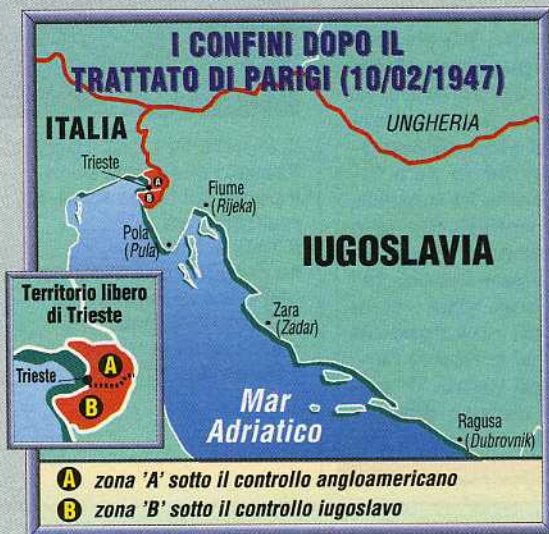 I CONFINI DOPO IL
TRATTATO DI PARIGI (10/02/1947)
ITALIA
UNGHERIA
Trieste
A
B
Fiume
(Rijeka)
Pola
(Pula)
IUGOSLAVIA
Territorio libero
di Trieste
Trieste
A
B
Zara
(Zadar)
Mar
Adriatico
Ragusa
(Dubrovnik)
A zona 'A' sotto il controllo angloamericano
B zona 'B' sotto il controllo iugoslavo